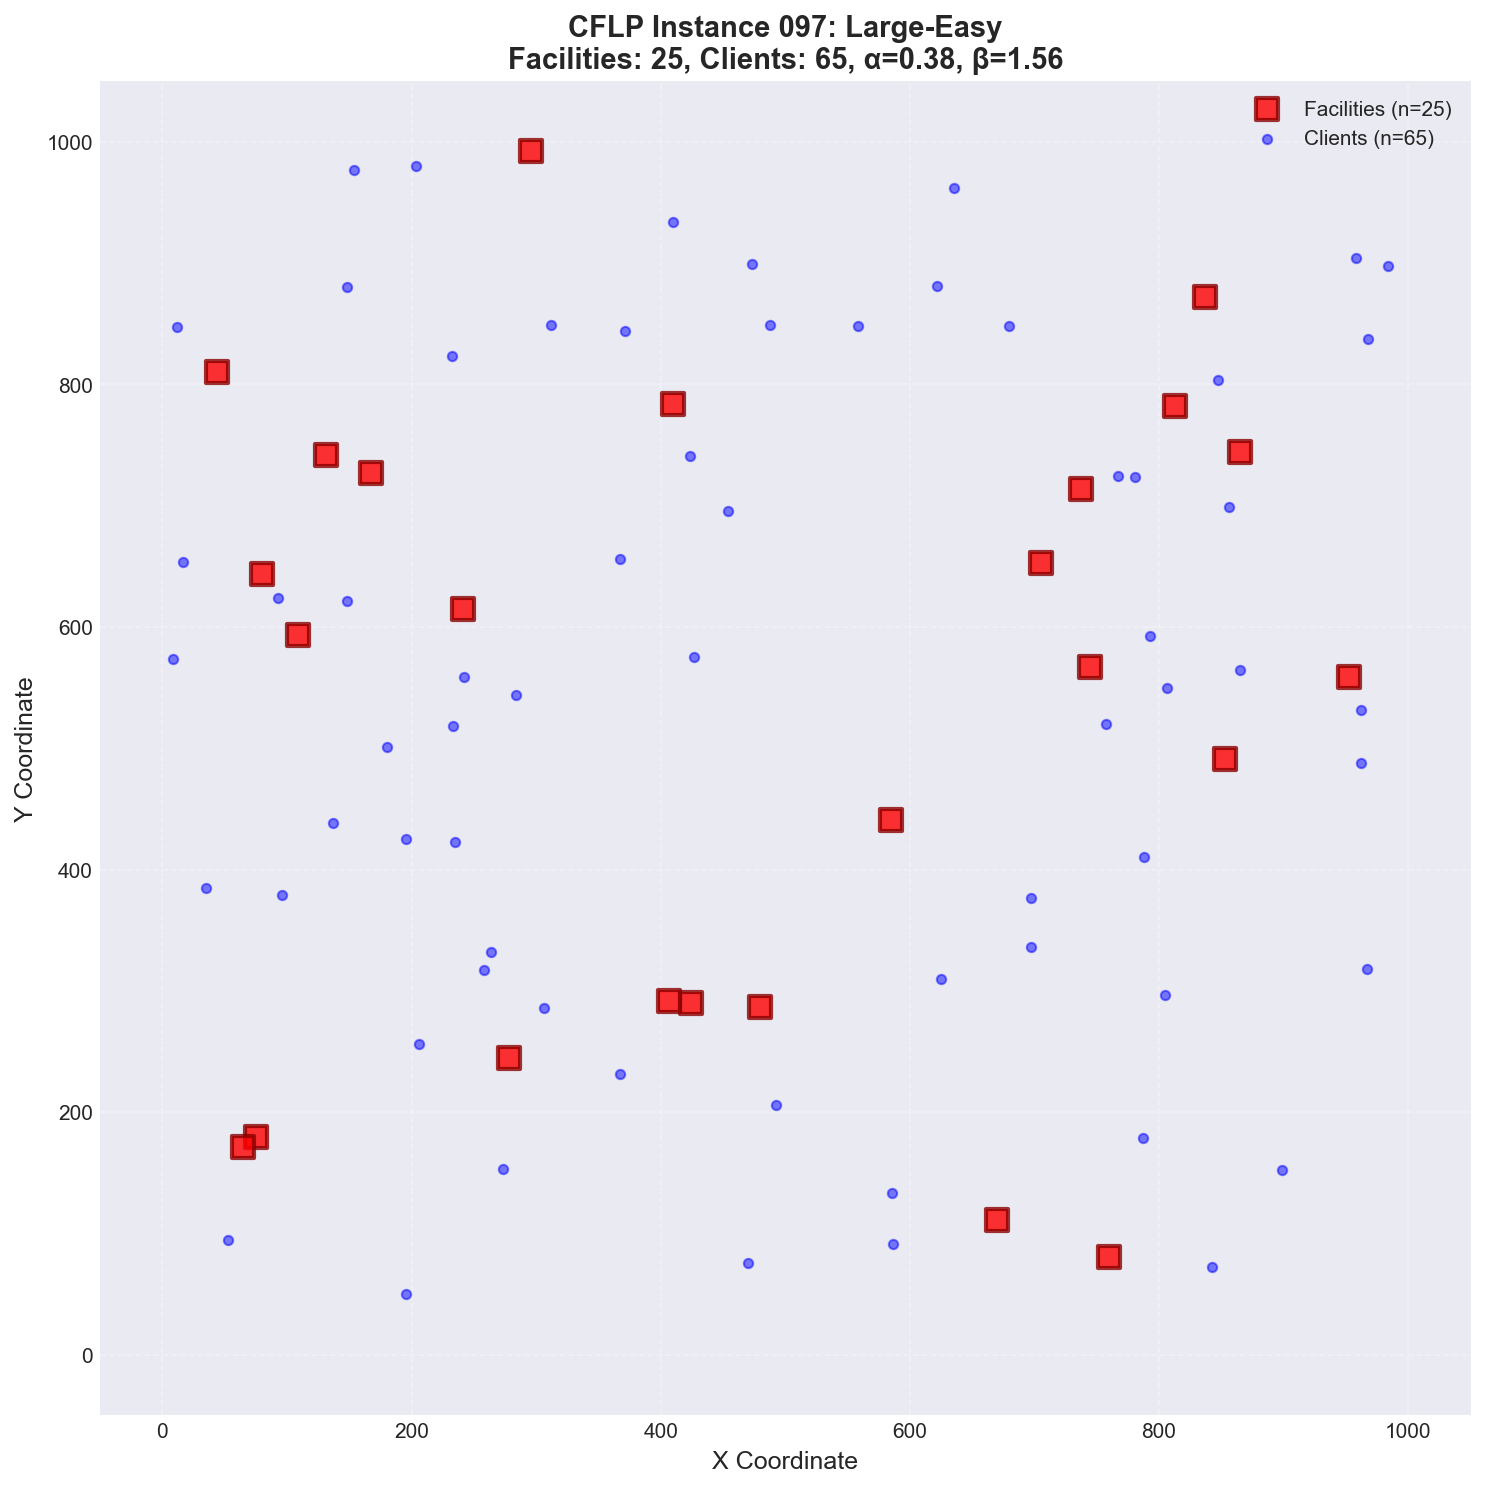 CFLP Instance 097: Large-Easy
Facilities: 25, Clients: 65, α=0.38, β=1.56
Facilities (n=25)
Clients (n=65)
1000
800
600
400
200
0
Y Coordinate
0
200
400
600
800
1000
X Coordinate